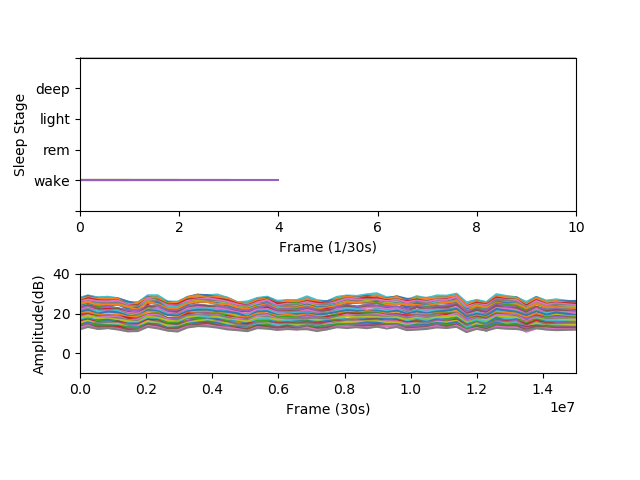 Sleep Stage
deep
light
rem
wake
0 2 4 6 8 10
Frame (1/30s)
Amplitude(dB)
40
20
0
0.0 0.2 0.4 0.6 0.8 1.0 1.2 1.4
1e7
Frame (30s)